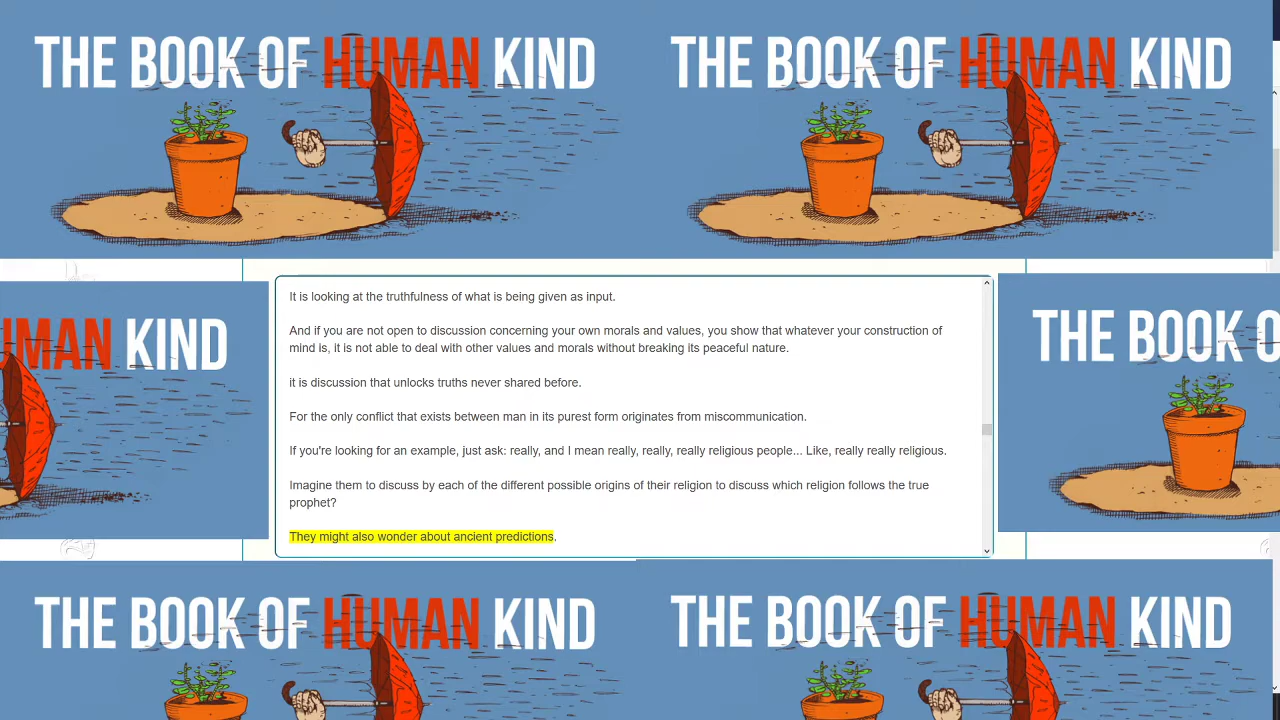 THE BOOK OF HUMAN KIND
THE BOOK OF HUMAN KIND
It is looking at the truthfulness of what is being given as input.
And if you are not open to discussion concerning your own morals and values, you show that whatever your construction of
mind is, it is not able to deal with other values and morals without breaking its peaceful nature.
it is discussion that unlocks truths never shared before.
For the only conflict that exists between man in its purest form originates from miscommunication.
If you're looking for an example, just ask: really, and I mean really, really, really religious people... Like, really really religious.
Imagine them to discuss by each of the different possible origins of their religion to discuss which religion follows the true
prophet?
They might also wonder about ancient predictions.
UMAN KIND
THE BOOK O
THE BOOK OF HUMAN KIND
THE BOOK OF HUMAN KIND